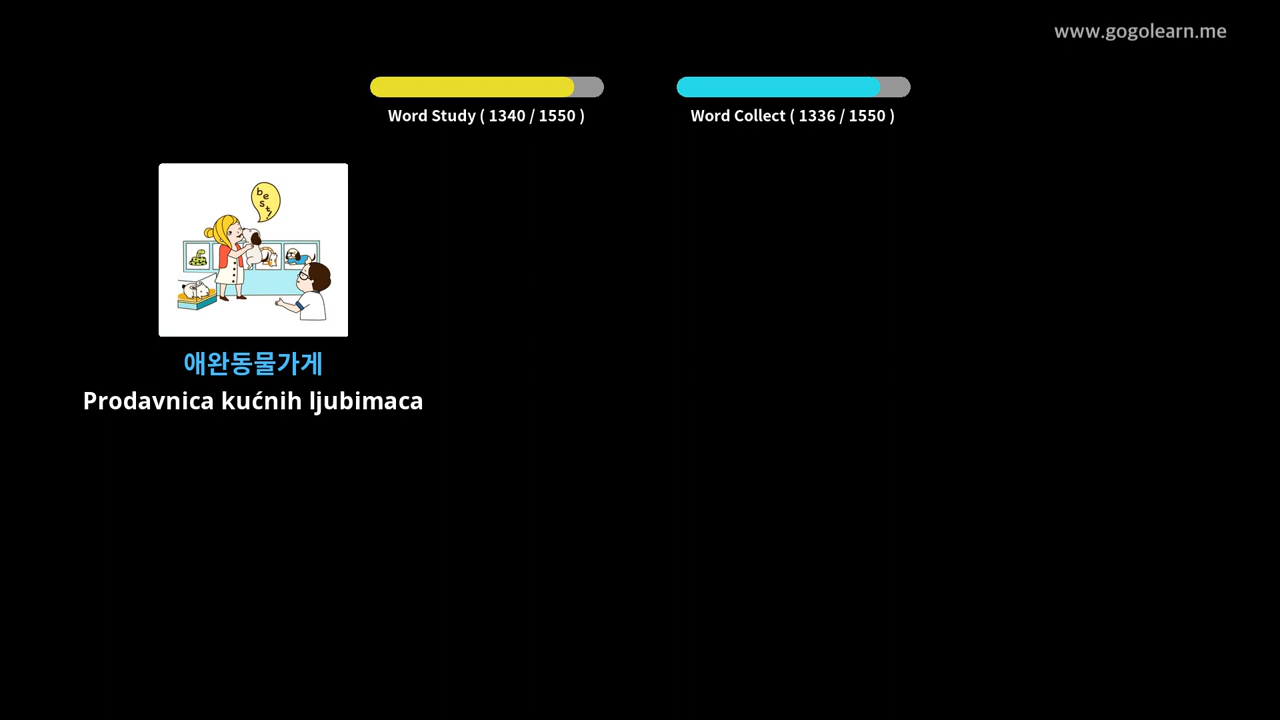 www.gogolearn.me
Word Study ( 1340 / 1550 )
Word Collect ( 1336 / 1550 )
best!
애완동물가게
Prodavnica kućnih ljubimaca